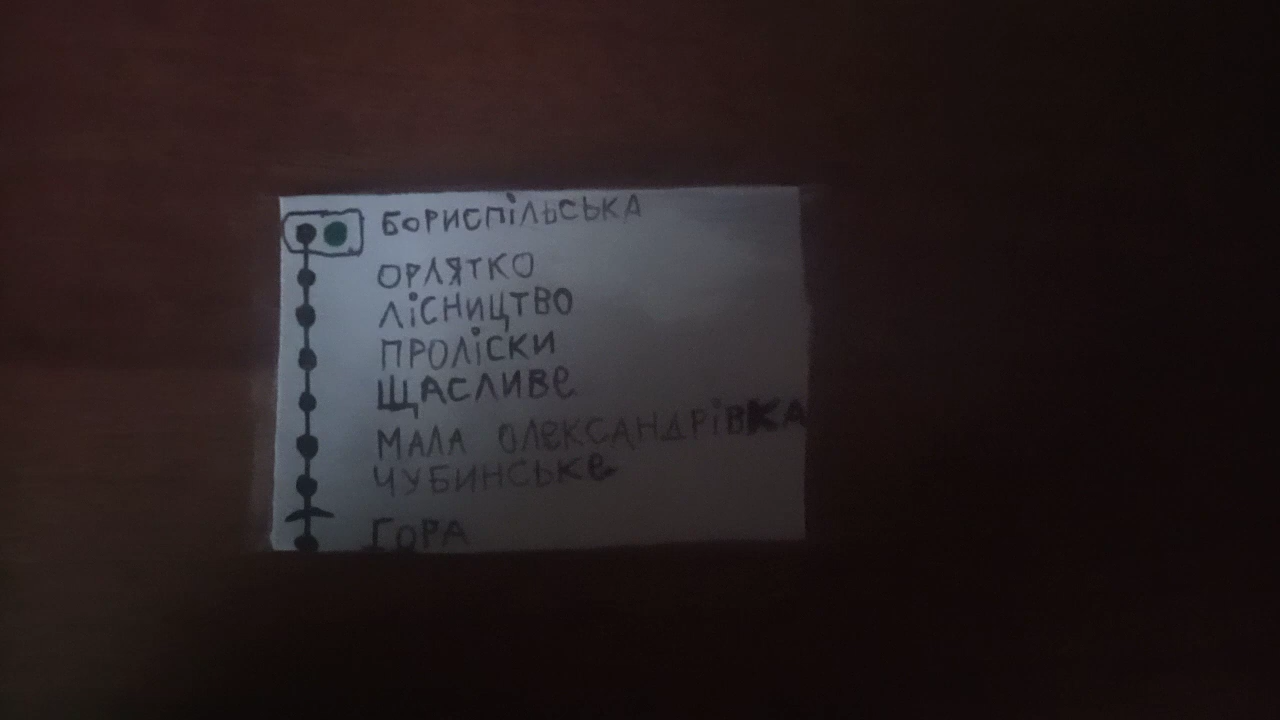 БОРИСПіЛЬСЬКА
ОРЛЯТКО
ЛіСНИЦТВО
ПРОЛіСКИ
ЩАСЛИВе
МАЛА ОЛеКСАНДРіВКА
ЧУБИНСЬКе
ГОРА